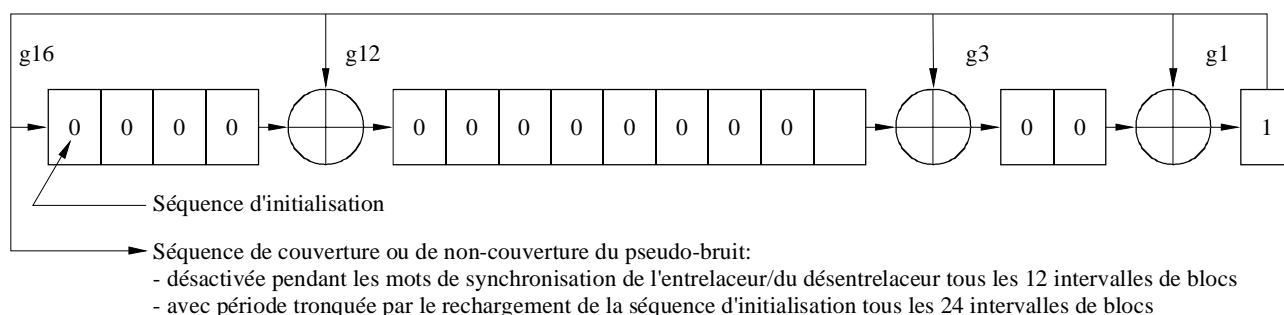 g16 g12 g3 g1
0 0 0 0 0 0 0 0 0 0 0 0 0 0 1
Séquence d'initialisation
Séquence de couverture ou de non-couverture du pseudo-bruit:
- désactivée pendant les mots de synchronisation de l'entrelaceur/du désentrelaceur tous les 12 intervalles de blocs
- avec période tronquée par le rechargement de la séquence d'initialisation tous les 24 intervalles de blocs